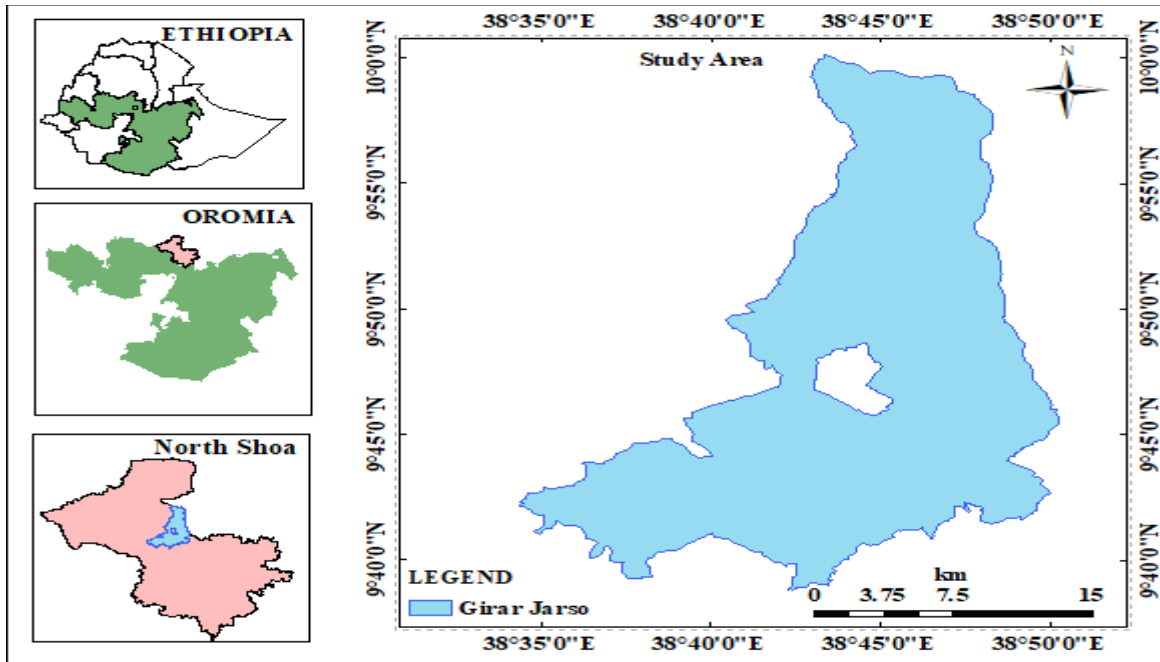 ETHIOPIA
OROMIA
North Shoa
38°35'0"E 38°40'0"E 38°45'0"E 38°50'0"E
Study Area
N
10°0'0"N 10°0'0"N
9°55'0"N 9°55'0"N
9°50'0"N 9°50'0"N
9°45'0"N 9°45'0"N
9°40'0"N 9°40'0"N
LEGEND
Girar Jarso
km
0 3.75 7.5 15
38°35'0"E 38°40'0"E 38°45'0"E 38°50'0"E